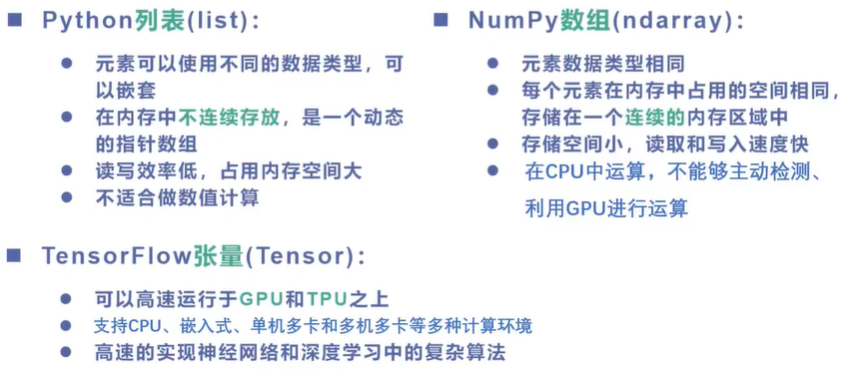 Python列表(list)：
元素可以使用不同的数据类型，可
以嵌套
在内存中不连续存放，是一个动态
的指针数组
读写效率低，占用内存空间大
不适合做数值计算
NumPy数组(ndarray)：
元素数据类型相同
每个元素在内存中占用的空间相同，
存储在一个连续的内存区域中
存储空间小，读取和写入速度快
在CPU中运算，不能够主动检测、
利用GPU进行运算
TensorFlow张量(Tensor)：
可以高速运行于GPU和TPU之上
支持CPU、嵌入式、单机多卡和多机多卡等多种计算环境
高速的实现神经网络和深度学习中的复杂算法